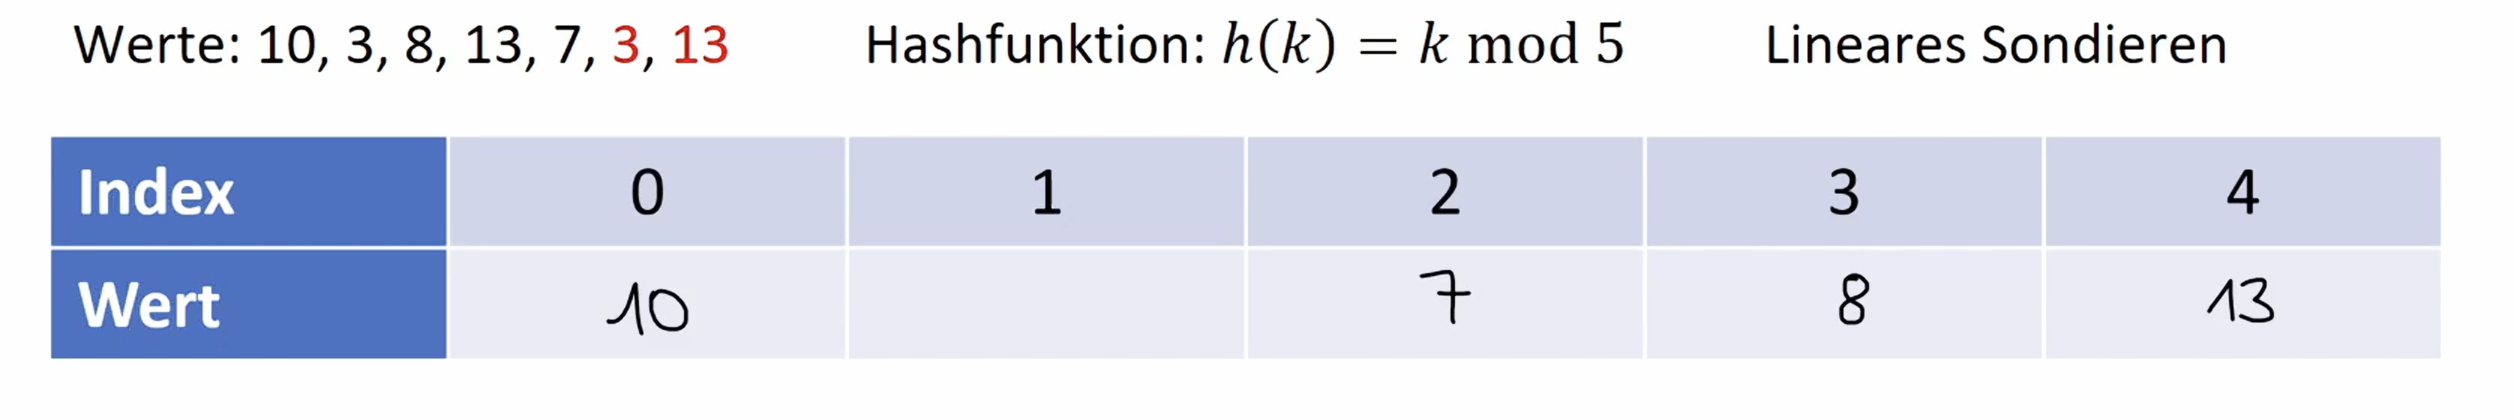 Werte: 10, 3, 8, 13, 7, 3, 13 Hashfunktion: h(k) = k mod 5 Lineares Sondieren
Index 0 1 2 3 4
Wert 10 7 8 13